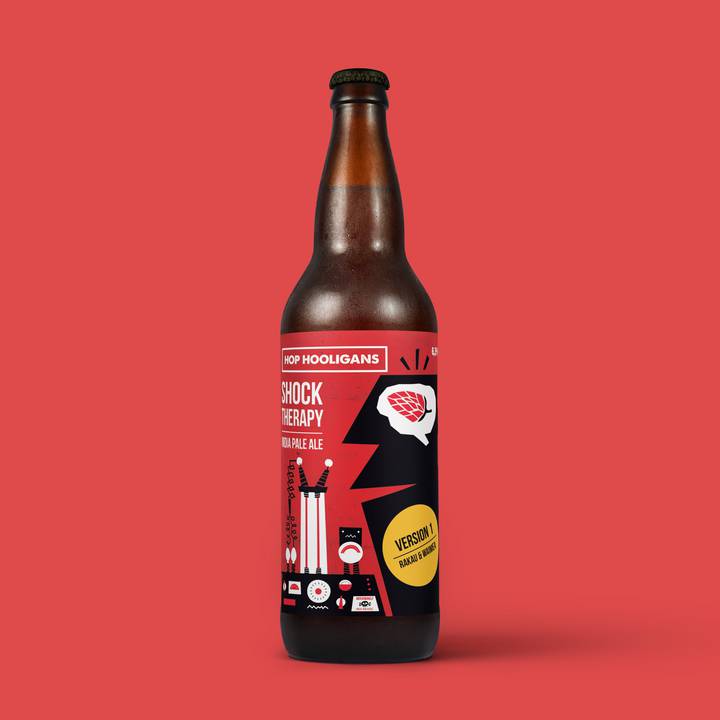 HOP HOOLIGANS
SHOCK
THERAPY
INDIA PALE ALE
VERSION 1
RAKAU & WAIMEA